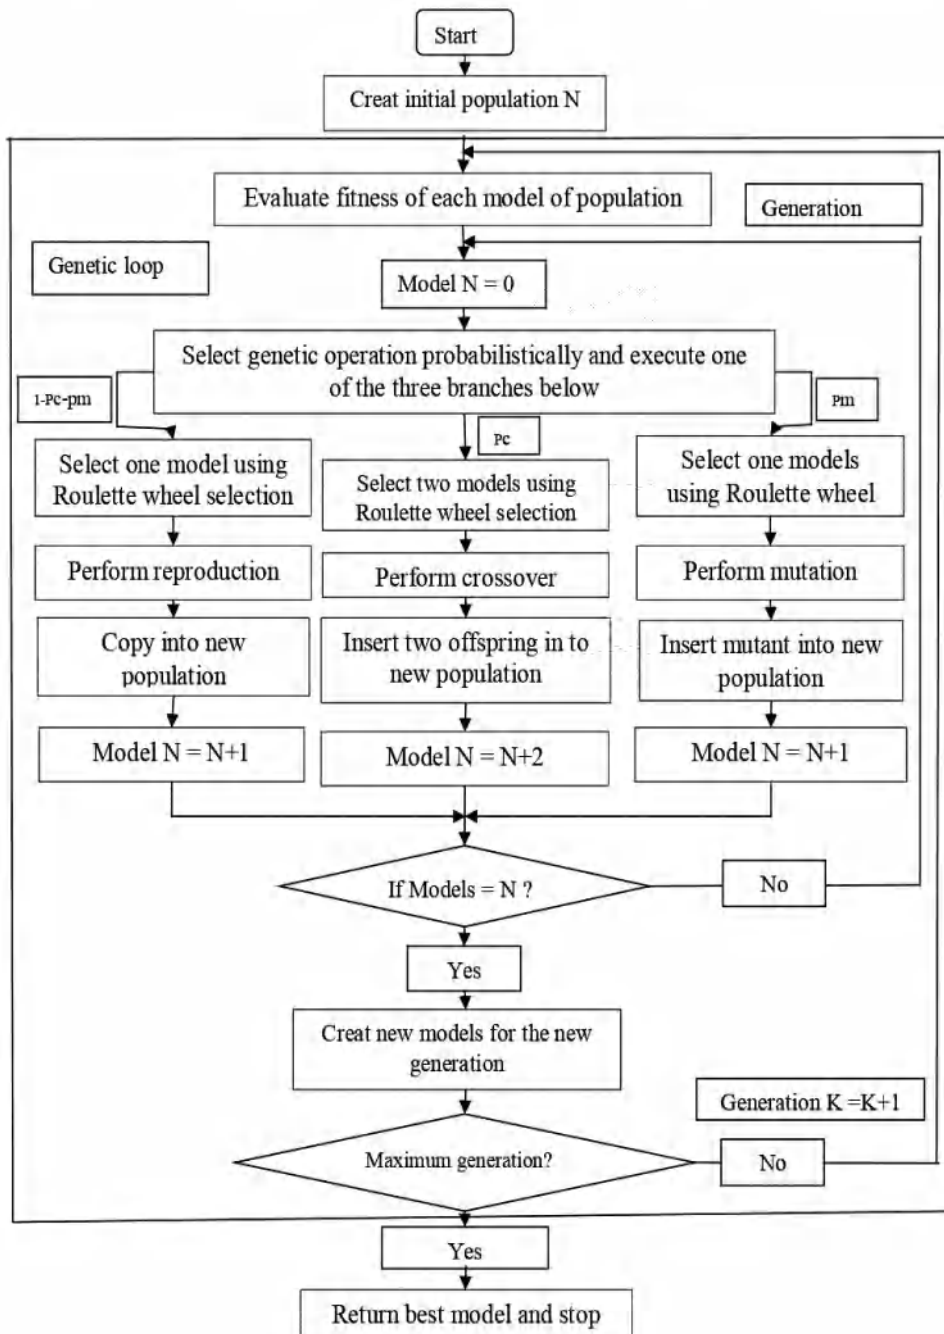 Start
Creat initial population N
Evaluate fitness of each model of population
Generation
Genetic loop
Model N = 0
Select genetic operation probabilistically and execute one
of the three branches below
1-Pc-pm
Pc
Pm
Select one model using
Roulette wheel selection
Select two models using
Roulette wheel selection
Select one models
using Roulette wheel
Perform reproduction
Perform crossover
Perform mutation
Copy into new
population
Insert two offspring in to
new population
Insert mutant into new
population
Model N = N+1
Model N = N+2
Model N = N+1
If Models = N ?
No
Yes
Creat new models for the new
generation
Generation K =K+1
Maximum generation?
No
Yes
Return best model and stop